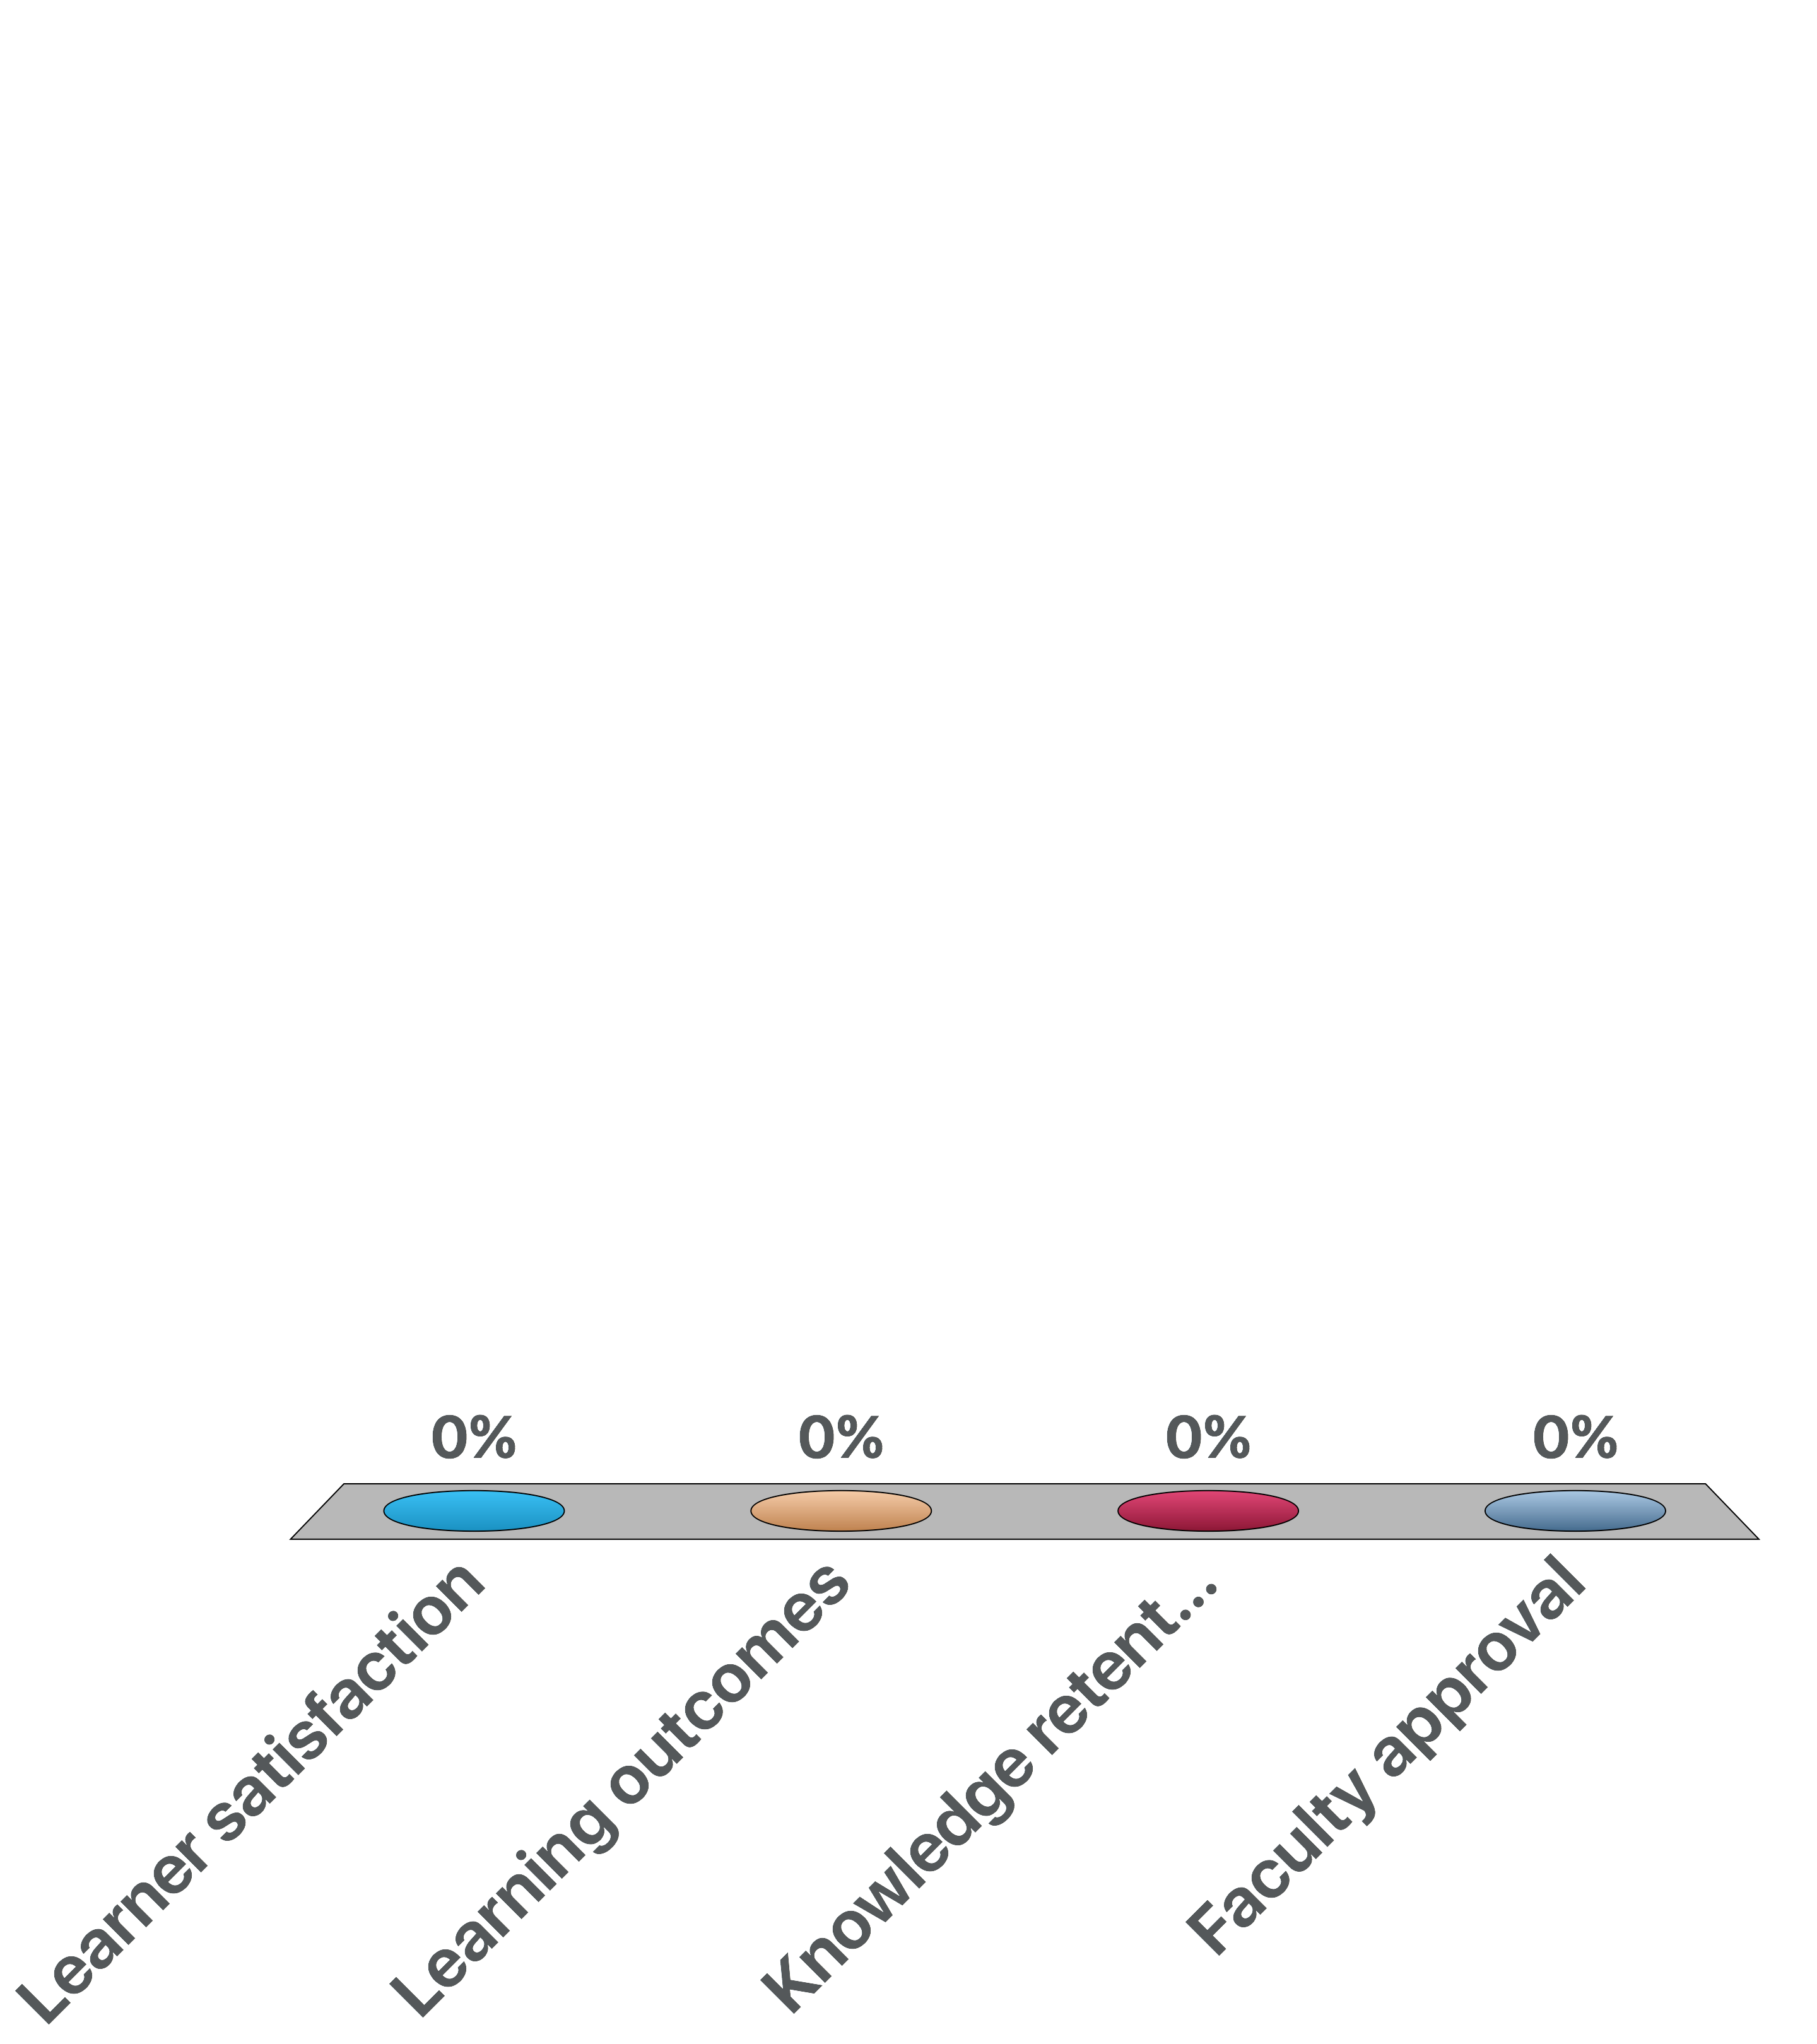 0% 0% 0% 0%
Learner satisfaction
Learning outcomes
Knowledge retent...
Faculty approval